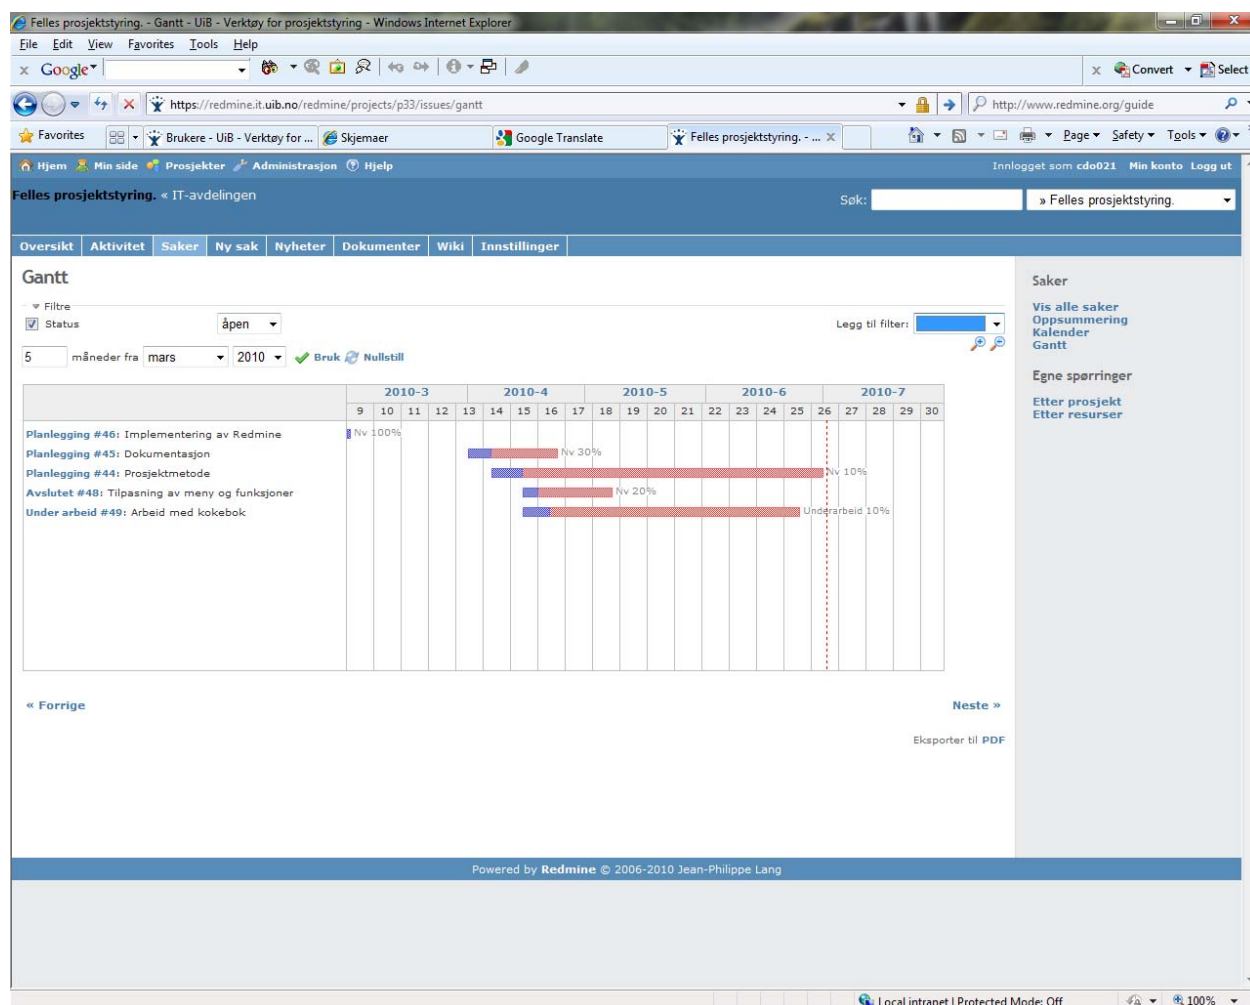 Felles prosjektstyring. - Gantt - UiB - Verktøy for prosjektstyring - Windows Internet Explorer
File Edit View Favorites Tools Help
x Google Convert Select
https://redmine.it.uib.no/redmine/projects/p33/issues/gantt http://www.redmine.org/guide
Favorites Brukere - UiB - Verktøy for ... Skjemaer Google Translate Felles prosjektstyring. - ... X Page Safety Tools
Hjem Min side Prosjekter Administrasjon Hjelp Innlogget som cdo021 Min konto Logg ut
Felles prosjektstyring. « IT-avdelingen Søk: » Felles prosjektstyring.
Oversikt Aktivitet Saker Ny sak Nyheter Dokumenter Wiki Innstillinger
Gantt
Filtre
Status åpen Legg til filter:
5 måneder fra mars 2010 Bruk Nullstill
2010-3 2010-4 2010-5 2010-6 2010-7
9 10 11 12 13 14 15 16 17 18 19 20 21 22 23 24 25 26 27 28 29 30
Planlegging #46: Implementering av Redmine Nv 100%
Planlegging #45: Dokumentasjon Nv 30%
Planlegging #44: Prosjektmetode Nv 10%
Avslutet #48: Tilpasning av meny og funksjoner Nv 20%
Under arbeid #49: Arbeid med kokebok Underarbeid 10%
« Forrige Neste »
Eksporter til PDF
Saker
Vis alle saker
Oppsummering
Kalender
Gantt
Egne spørringer
Etter prosjekt
Etter resurser
Powered by Redmine © 2006-2010 Jean-Philippe Lang
Local intranet | Protected Mode: Off 100%